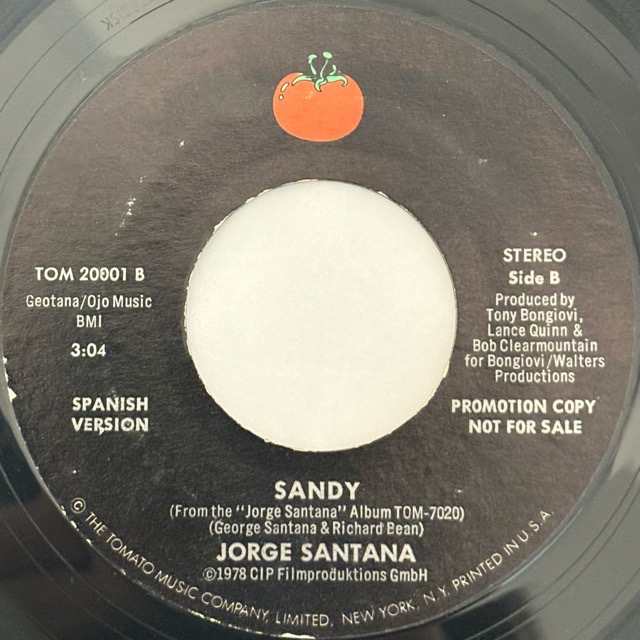 TOM 20001 B
Geotana/Ojo Music
BMI
3:04
SPANISH
VERSION
STEREO
Side B
Produced by
Tony Bongiovi,
Lance Quinn &
Bob Clearmountain
for Bongiovi/Walters
Productions
PROMOTION COPY
NOT FOR SALE
SANDY
(From the "Jorge Santana" Album TOM-7020)
(George Santana & Richard Bean)
JORGE SANTANA
©1978 CIP Filmproduktions GmbH
© THE TOMATO MUSIC COMPANY, LIMITED, NEW YORK, N.Y. PRINTED IN U.S.A.